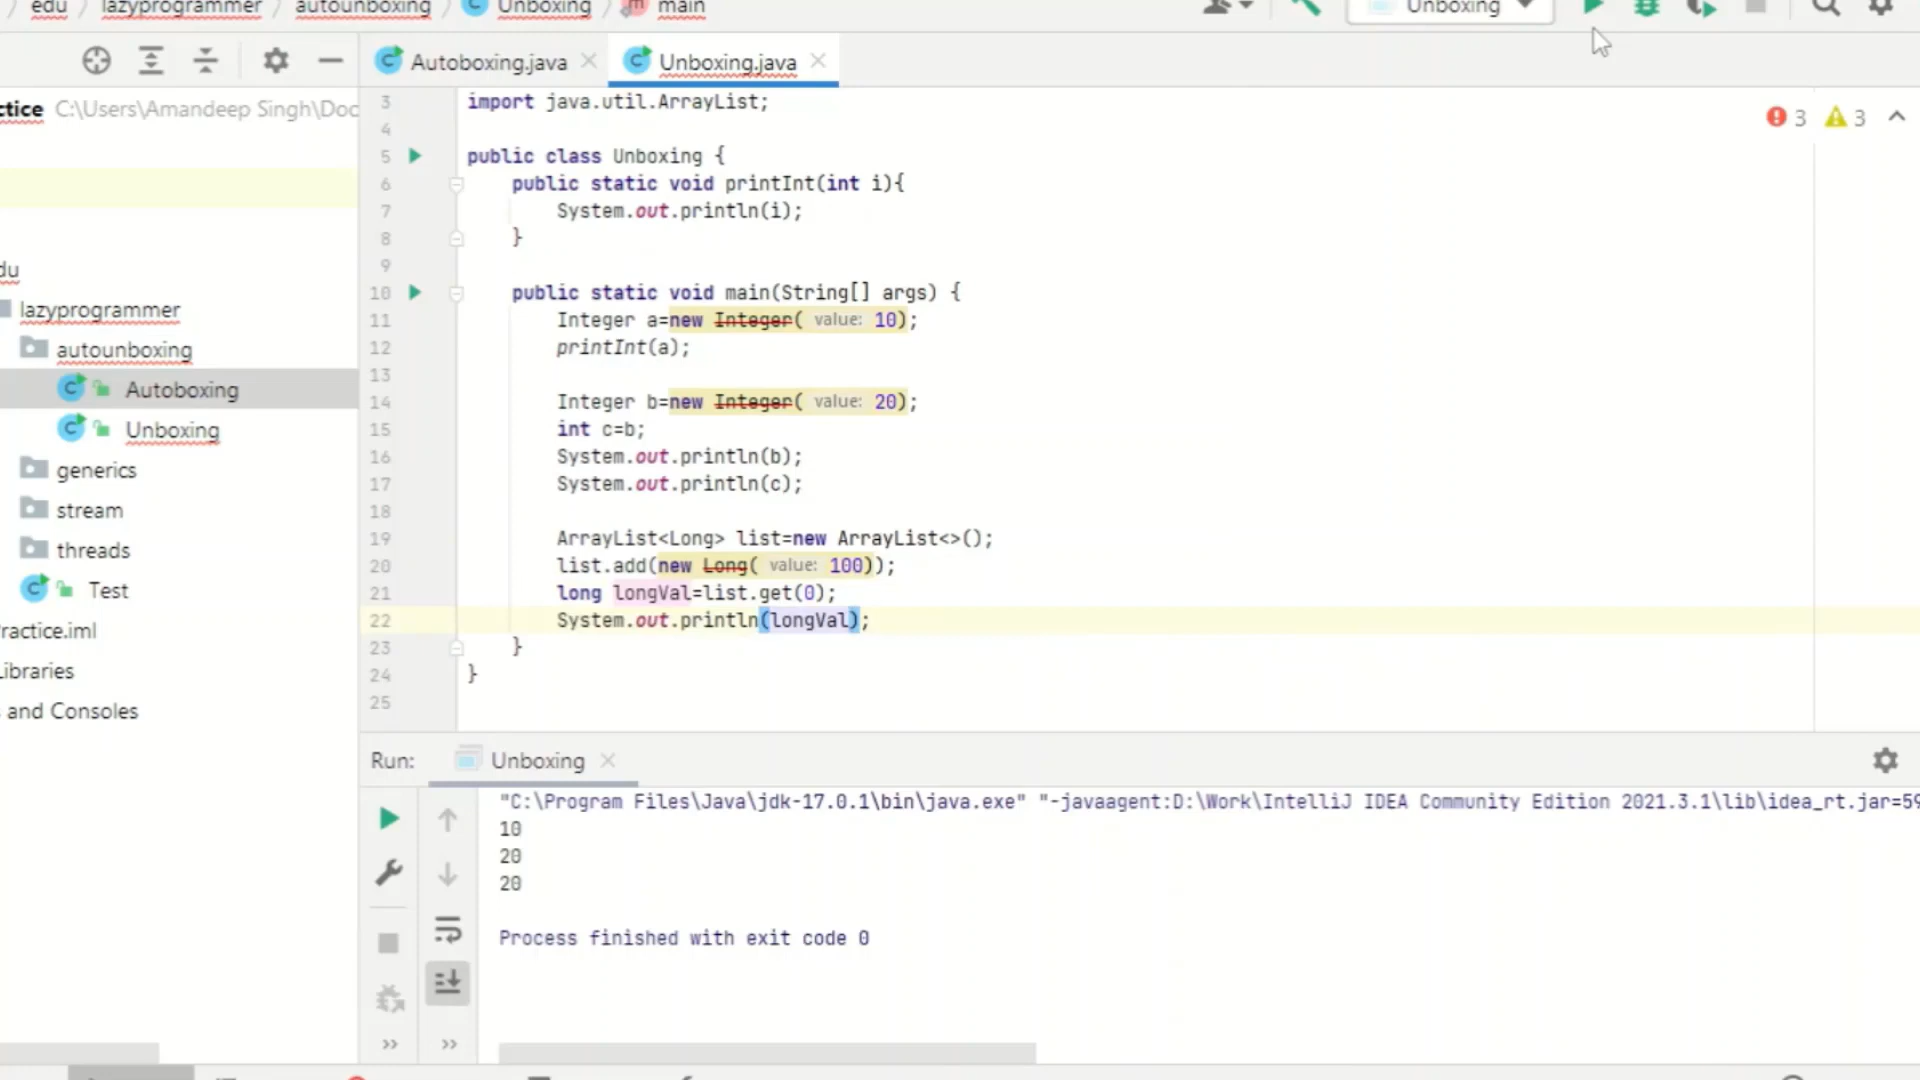 edu lazyprogrammer autounboxing Unboxing main
Unboxing
Autoboxing.java
Unboxing.java
ctice C:\Users\Amandeep Singh\Doc
du
lazyprogrammer
autounboxing
Autoboxing
Unboxing
generics
stream
threads
Test
ractice.iml
ibraries
and Consoles
3 3
3 import java.util.ArrayList;
4
5 public class Unboxing {
6 public static void printInt(int i){
7 System.out.println(i);
8 }
9
10 public static void main(String[] args) {
11 Integer a=new Integer( value: 10);
12 printInt(a);
13
14 Integer b=new Integer( value: 20);
15 int c=b;
16 System.out.println(b);
17 System.out.println(c);
18
19 ArrayList<Long> list=new ArrayList<>();
20 list.add(new Long( value: 100));
21 long longVal=list.get(0);
22 System.out.println(longVal);
23 }
24 }
25
Run: Unboxing
"C:\Program Files\Java\jdk-17.0.1\bin\java.exe" "-javaagent:D:\Work\IntelliJ IDEA Community Edition 2021.3.1\lib\idea_rt.jar=59
10
20
20
Process finished with exit code 0